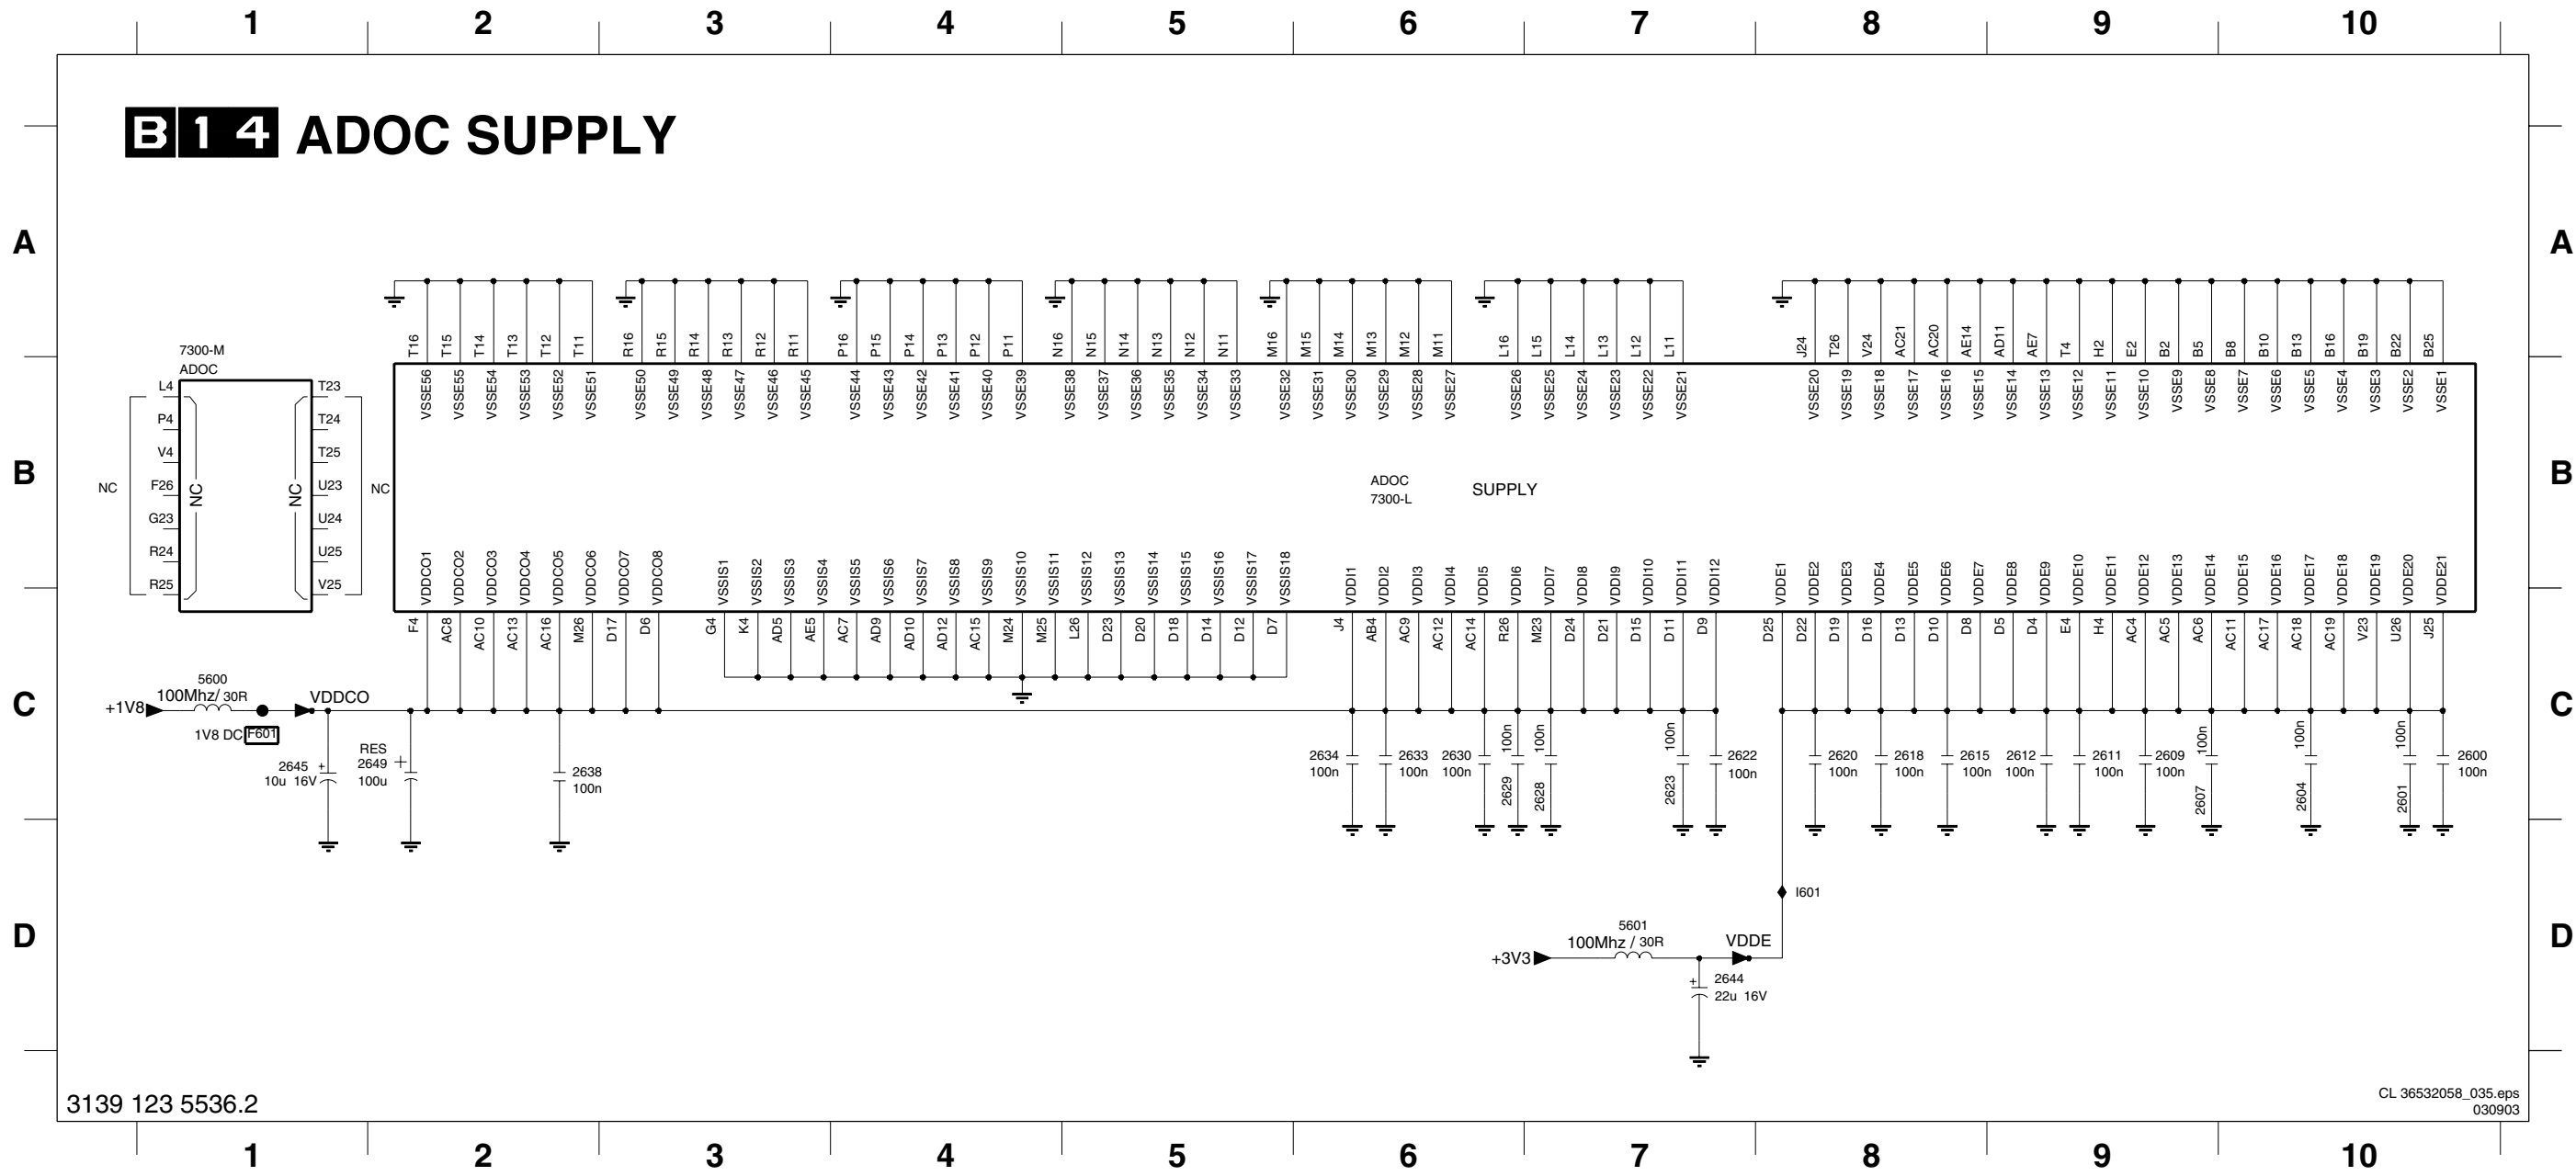 1 2 3 4 5 6 7 8 9 10
B 1 4 ADOC SUPPLY
A A
T16 T15 T14 T13 T12 T11 R16 R15 R14 R13 R12 R11 P16 P15 P14 P13 P12 P11 N16 N15 N14 N13 N12 N11 M16 M15 M14 M13 M12 M11 L16 L15 L14 L13 L12 L11 J24 T26 V24 AC21 AC20 AE14 AD11 AE7 T4 H2 E2 B2 B5 B8 B10 B13 B16 B19 B22 B25
VSSE56 VSSE55 VSSE54 VSSE53 VSSE52 VSSE51 VSSE50 VSSE49 VSSE48 VSSE47 VSSE46 VSSE45 VSSE44 VSSE43 VSSE42 VSSE41 VSSE40 VSSE39 VSSE38 VSSE37 VSSE36 VSSE35 VSSE34 VSSE33 VSSE32 VSSE31 VSSE30 VSSE29 VSSE28 VSSE27 VSSE26 VSSE25 VSSE24 VSSE23 VSSE22 VSSE21 VSSE20 VSSE19 VSSE18 VSSE17 VSSE16 VSSE15 VSSE14 VSSE13 VSSE12 VSSE11 VSSE10 VSSE9 VSSE8 VSSE7 VSSE6 VSSE5 VSSE4 VSSE3 VSSE2 VSSE1
7300-M
ADOC
L4 T23
P4 T24
V4 T25
F26 U23
G23 U24
R24 U25
R25 V25
NC NC NC NC
B B
ADOC
7300-L
SUPPLY
VDDCO1 VDDCO2 VDDCO3 VDDCO4 VDDCO5 VDDCO6 VDDCO7 VDDCO8 VSSIS1 VSSIS2 VSSIS3 VSSIS4 VSSIS5 VSSIS6 VSSIS7 VSSIS8 VSSIS9 VSSIS10 VSSIS11 VSSIS12 VSSIS13 VSSIS14 VSSIS15 VSSIS16 VSSIS17 VSSIS18 VDDI1 VDDI2 VDDI3 VDDI4 VDDI5 VDDI6 VDDI7 VDDI8 VDDI9 VDDI10 VDDI11 VDDI12 VDDE1 VDDE2 VDDE3 VDDE4 VDDE5 VDDE6 VDDE7 VDDE8 VDDE9 VDDE10 VDDE11 VDDE12 VDDE13 VDDE14 VDDE15 VDDE16 VDDE17 VDDE18 VDDE19 VDDE20 VDDE21
F4 AC8 AC10 AC13 AC16 M26 D17 D6 G4 K4 AD5 AE5 AC7 AD9 AD10 AD12 AC15 M24 M25 L26 D23 D20 D18 D14 D12 D7 J4 AB4 AC9 AC12 AC14 R26 M23 D24 D21 D15 D11 D9 D25 D22 D19 D16 D13 D10 D8 D5 D4 E4 H4 AC4 AC5 AC6 AC11 AC17 AC18 AC19 V23 U26 J25
C C
5600
100Mhz/ 30R
+1V8
VDDCO
1V8 DC F601
2645
10u 16V
+
RES
2649
100u
+
2638
100n
2634
100n
2633
100n
2630
100n
100n
2629
100n
2628
100n
2623
2622
100n
2620
100n
2618
100n
2615
100n
2612
100n
2611
100n
2609
100n
100n
2607
100n
2604
100n
2601
2600
100n
D D
I601
5601
100Mhz / 30R
+3V3
VDDE
+
2644
22u 16V
3139 123 5536.2
CL 36532058_035.eps
030903
1 2 3 4 5 6 7 8 9 10